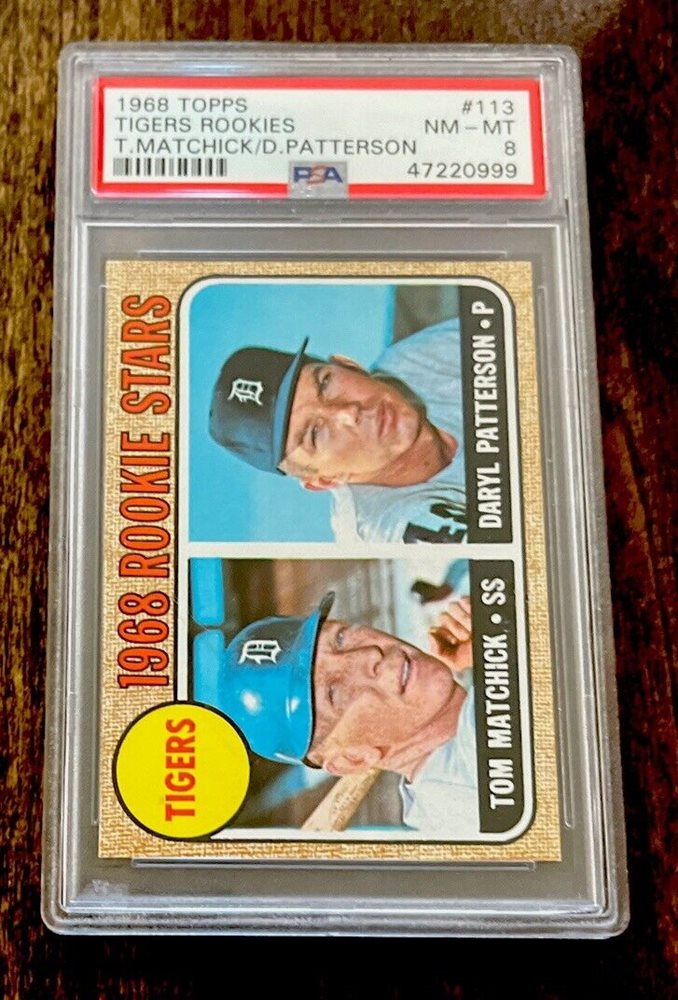 1968 TOPPS #113
TIGERS ROOKIES NM – MT
T.MATCHICK/D.PATTERSON 8
PSA 47220999
1968 ROOKIE STARS
TIGERS
TOM MATCHICK • SS
DARYL PATTERSON • P